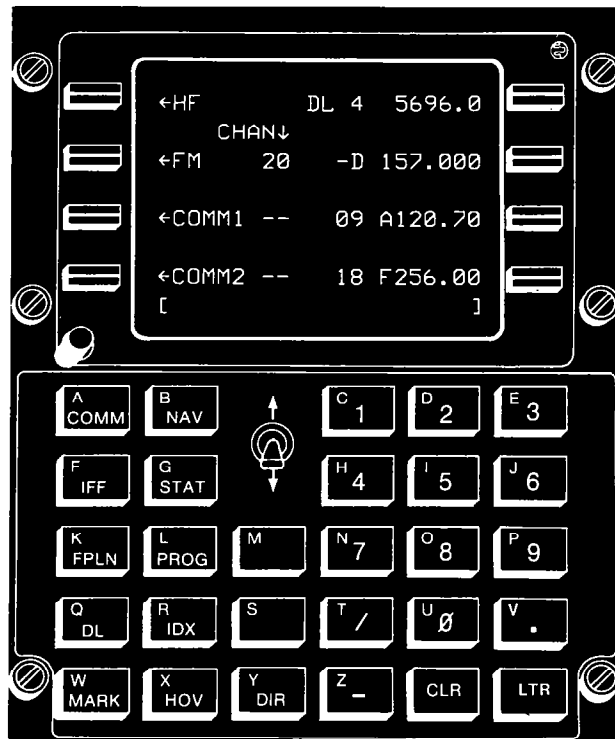 ←HF DL 4 5696.0
CHAN↓
←FM 20 -D 157.000
←COMM1 -- 09 A120.70
←COMM2 -- 18 F256.00
[ ]
A COMM B NAV C 1 D 2 E 3
F IFF G STAT H 4 I 5 J 6
K FPLN L PROG M N 7 O 8 P 9
Q DL R IDX S T / U Ø V .
W MARK X HOV Y DIR Z - CLR LTR